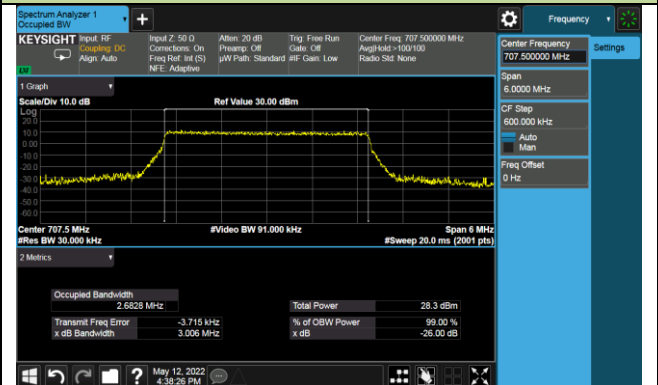 Spectrum Analyzer 1
Occupied BW
+
Frequency
KEYSIGHT
Input: RF
Coupling: DC
Align: Auto
Input Z: 50 Ω
Corrections: On
Freq Ref: Int (S)
NFE: Adaptive
Atten: 20 dB
Preamp: Off
µW Path: Standard
Trig: Free Run
Gate: Off
#IF Gain: Low
Center Freq: 707.500000 MHz
Avg|Hold:>100/100
Radio Std: None
Center Frequency
707.500000 MHz
Settings
Span
6.0000 MHz
CF Step
600.000 kHz
Auto
Man
Freq Offset
0 Hz
1 Graph
Scale/Div 10.0 dB
Ref Value 30.00 dBm
Log
20.0
10.0
0.00
-10.0
-20.0
-30.0
-40.0
-50.0
-60.0
Center 707.5 MHz
#Video BW 91.000 kHz
Span 6 MHz
#Res BW 30.000 kHz
#Sweep 20.0 ms (2001 pts)
2 Metrics
Occupied Bandwidth
2.6828 MHz
Total Power
28.3 dBm
Transmit Freq Error
-3.715 kHz
% of OBW Power
99.00 %
x dB Bandwidth
3.006 MHz
x dB
-26.00 dB
?
May 12, 2022
4:38:26 PM